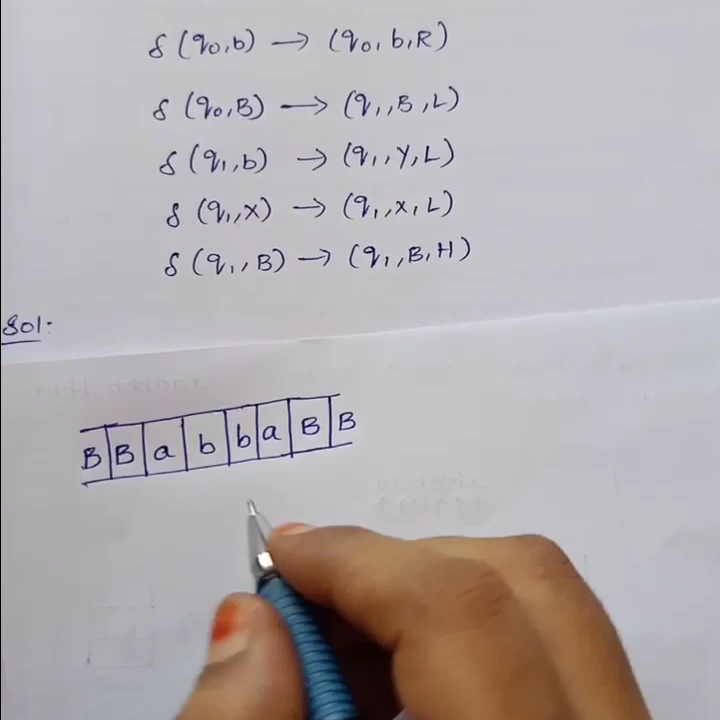 δ (q0,b) → (q0, b, R)
δ (q0,B) → (q1, B, L)
δ (q1,b) → (q1, Y, L)
δ (q1,X) → (q1, X, L)
δ (q1,B) → (q1, B, H)
Sol:
B B a b b a B B